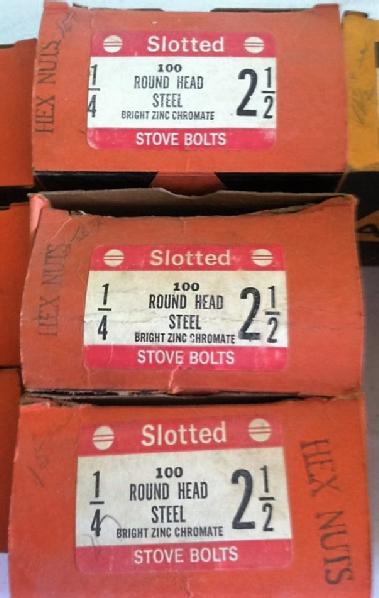 HEX NUTS
Slotted
1/4
100
ROUND HEAD
STEEL
BRIGHT ZINC CHROMATE
2 1/2
STOVE BOLTS
HEX NUTS
Slotted
1/4
100
ROUND HEAD
STEEL
BRIGHT ZINC CHROMATE
2 1/2
STOVE BOLTS
Slotted
1/4
100
ROUND HEAD
STEEL
BRIGHT ZINC CHROMATE
2 1/2
STOVE BOLTS
HEX NUTS